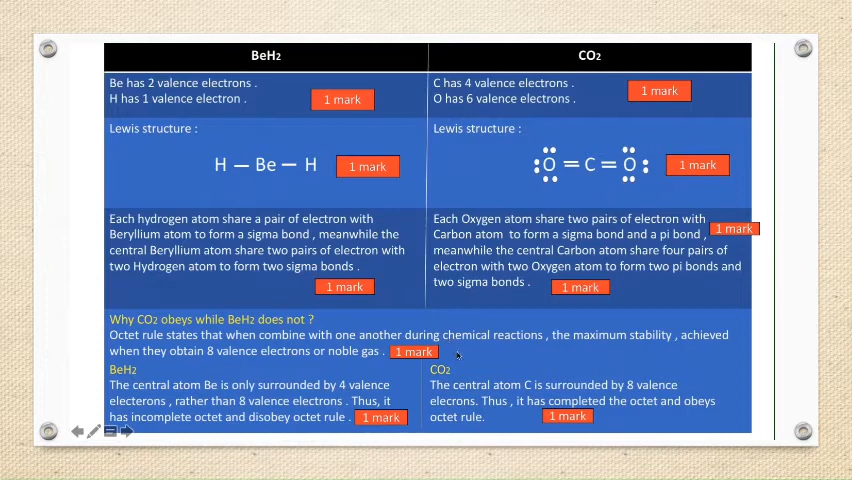 BeH2
CO2
Be has 2 valence electrons .
H has 1 valence electron .
1 mark
C has 4 valence electrons .
O has 6 valence electrons .
1 mark
Lewis structure :
H — Be — H
1 mark
Lewis structure :
O = C = O
1 mark
Each hydrogen atom share a pair of electron with
Beryllium atom to form a sigma bond , meanwhile the
central Beryllium atom share two pairs of electron with
two Hydrogen atom to form two sigma bonds .
1 mark
Each Oxygen atom share two pairs of electron with
Carbon atom to form a sigma bond and a pi bond ,
1 mark
meanwhile the central Carbon atom share four pairs of
electron with two Oxygen atom to form two pi bonds and
two sigma bonds .
1 mark
Why CO2 obeys while BeH2 does not ?
Octet rule states that when combine with one another during chemical reactions , the maximum stability , achieved
when they obtain 8 valence electrons or noble gas .
1 mark
BeH2
The central atom Be is only surrounded by 4 valence
electerons , rather than 8 valence electrons . Thus, it
has incomplete octet and disobey octet rule .
1 mark
CO2
The central atom C is surrounded by 8 valence
elecrons. Thus , it has completed the octet and obeys
octet rule.
1 mark